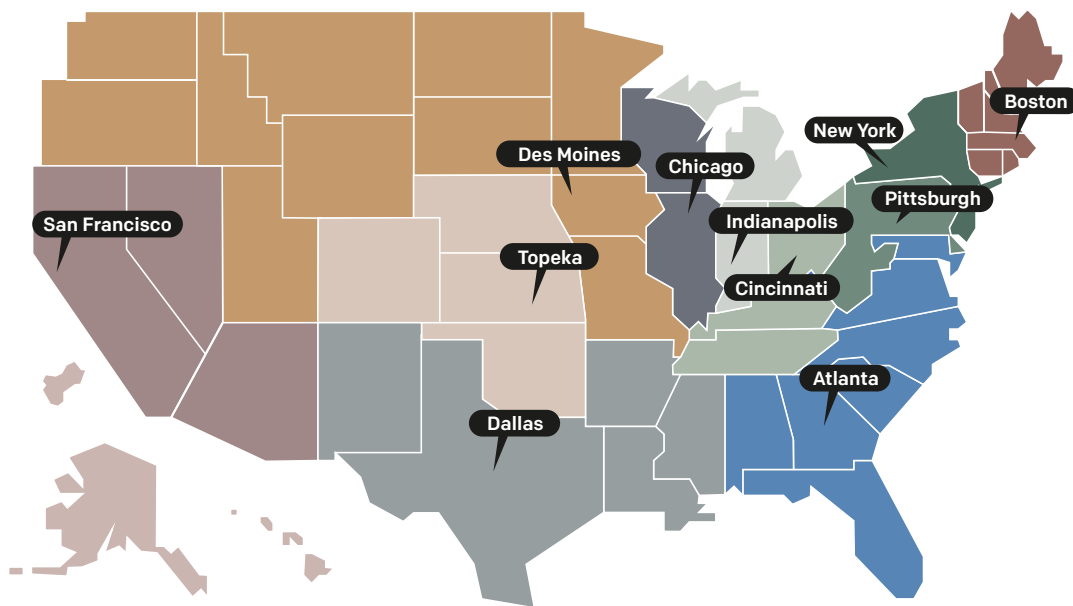 Boston
New York
Des Moines
Chicago
Pittsburgh
San Francisco
Indianapolis
Topeka
Cincinnati
Atlanta
Dallas